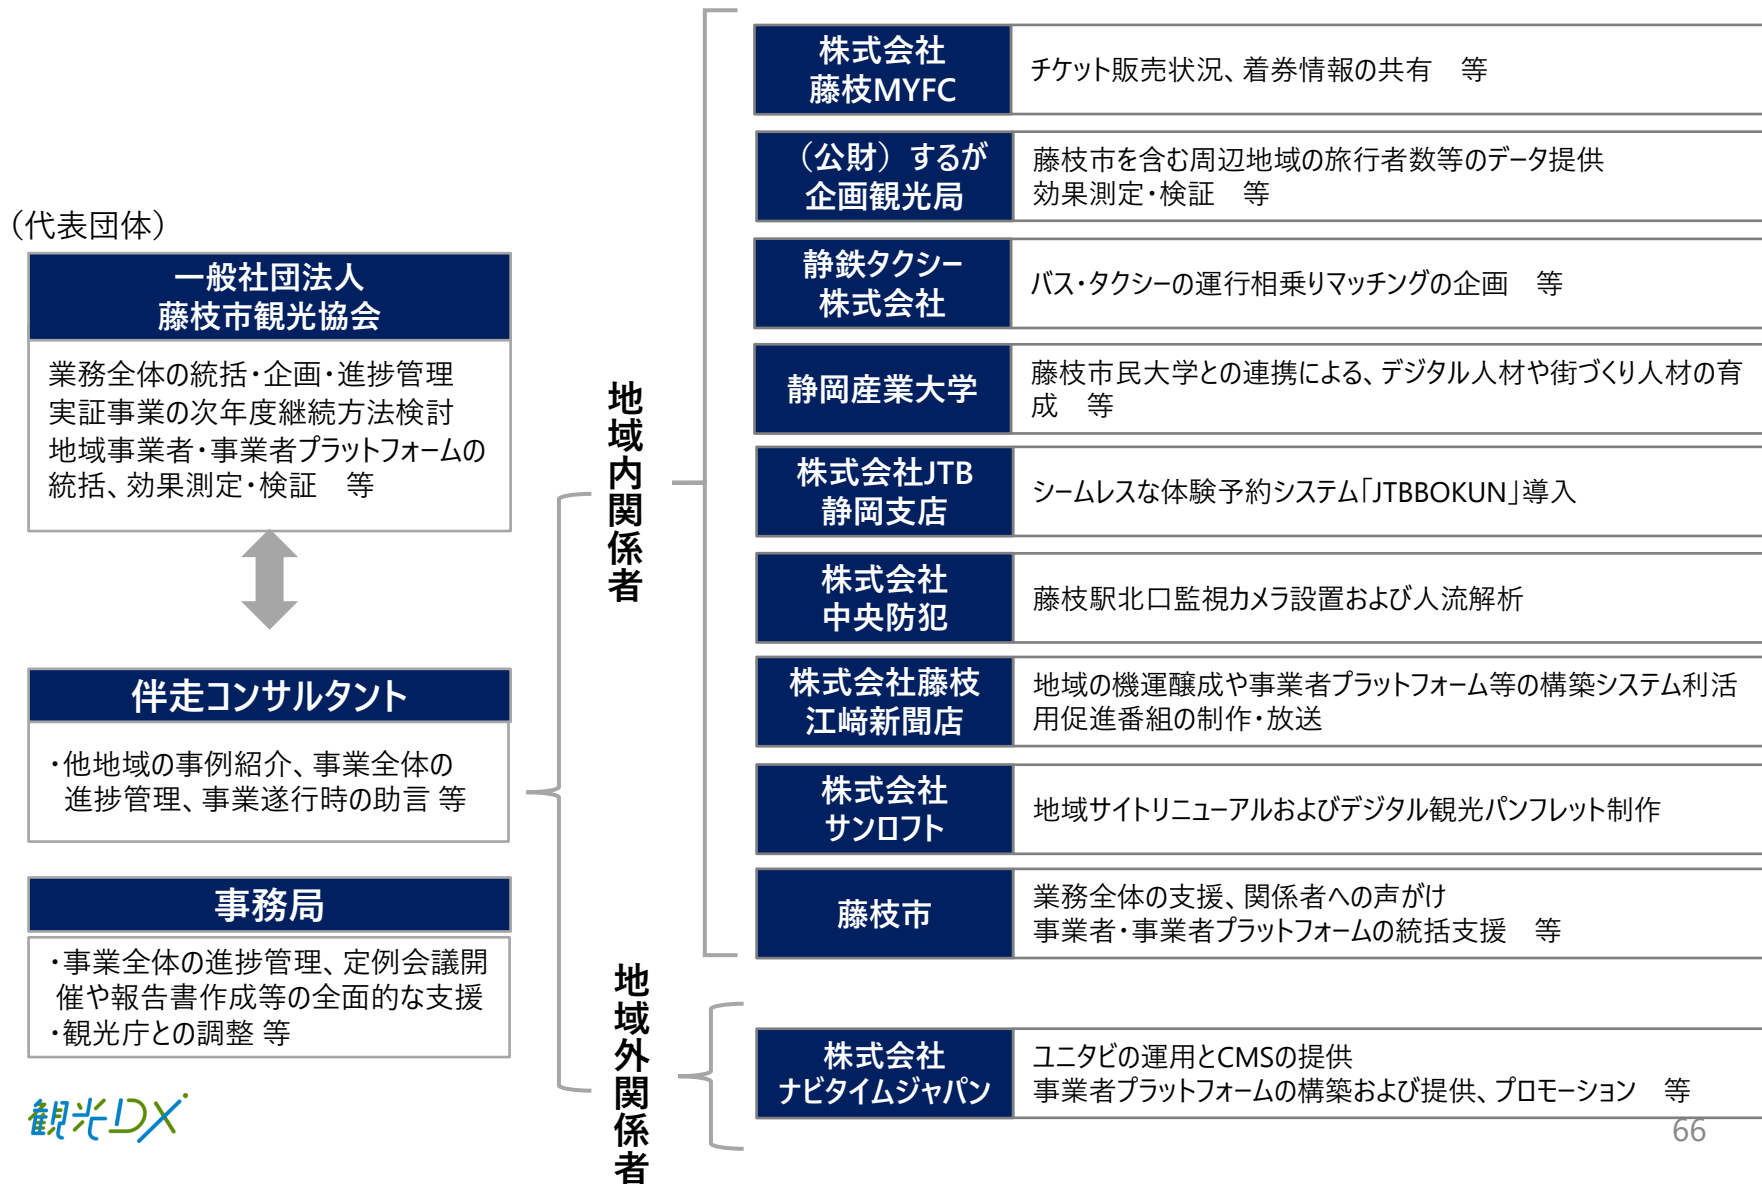 （代表団体）
一般社団法人
藤枝市観光協会
業務全体の統括・企画・進捗管理
実証事業の次年度継続方法検討
地域事業者・事業者プラットフォームの
統括、効果測定・検証　等
伴走コンサルタント
・他地域の事例紹介、事業全体の
進捗管理、事業遂行時の助言 等
事務局
・事業全体の進捗管理、定例会議開
催や報告書作成等の全面的な支援
・観光庁との調整 等
観光DX
地域内関係者
株式会社
藤枝MYFC
チケット販売状況、着券情報の共有　等
（公財）するが
企画観光局
藤枝市を含む周辺地域の旅行者数等のデータ提供
効果測定・検証　等
静鉄タクシー
株式会社
バス・タクシーの運行相乗りマッチングの企画　等
静岡産業大学
藤枝市民大学との連携による、デジタル人材や街づくり人材の育
成　等
株式会社JTB
静岡支店
シームレスな体験予約システム「JTBBOKUN」導入
株式会社
中央防犯
藤枝駅北口監視カメラ設置および人流解析
株式会社藤枝
江﨑新聞店
地域の機運醸成や事業者プラットフォーム等の構築システム利活
用促進番組の制作・放送
株式会社
サンロフト
地域サイトリニューアルおよびデジタル観光パンフレット制作
藤枝市
業務全体の支援、関係者への声がけ
事業者・事業者プラットフォームの統括支援　等
地域外関係者
株式会社
ナビタイムジャパン
ユニタビの運用とCMSの提供
事業者プラットフォームの構築および提供、プロモーション　等
66